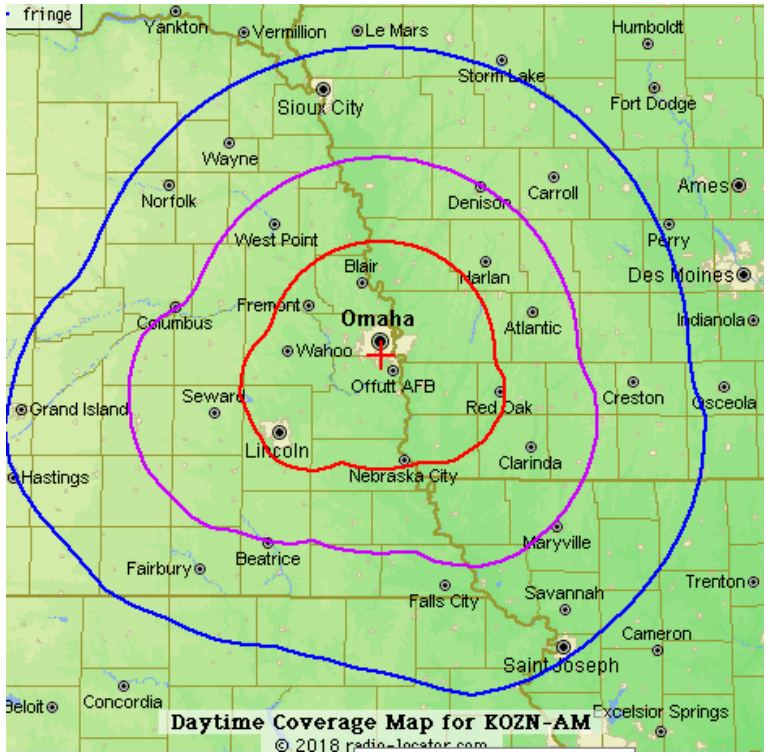 fringe
Yankton
Vermillion
Le Mars
Humboldt
Storm Lake
Sioux City
Fort Dodge
Wayne
Norfolk
Denison
Carroll
Ames
West Point
Perry
Blair
Harlan
Des Moines
Columbus
Fremont
Omaha
Atlantic
Indianola
Wahoo
Offutt AFB
Grand Island
Seward
Red Oak
Creston
Osceola
Lincoln
Nebraska City
Clarinda
Hastings
Maryville
Beatrice
Fairbury
Falls City
Savannah
Trenton
Cameron
Saint Joseph
Beloit
Concordia
Daytime Coverage Map for KOZN-AM
Excelsior Springs
© 2018 radio-locator.com